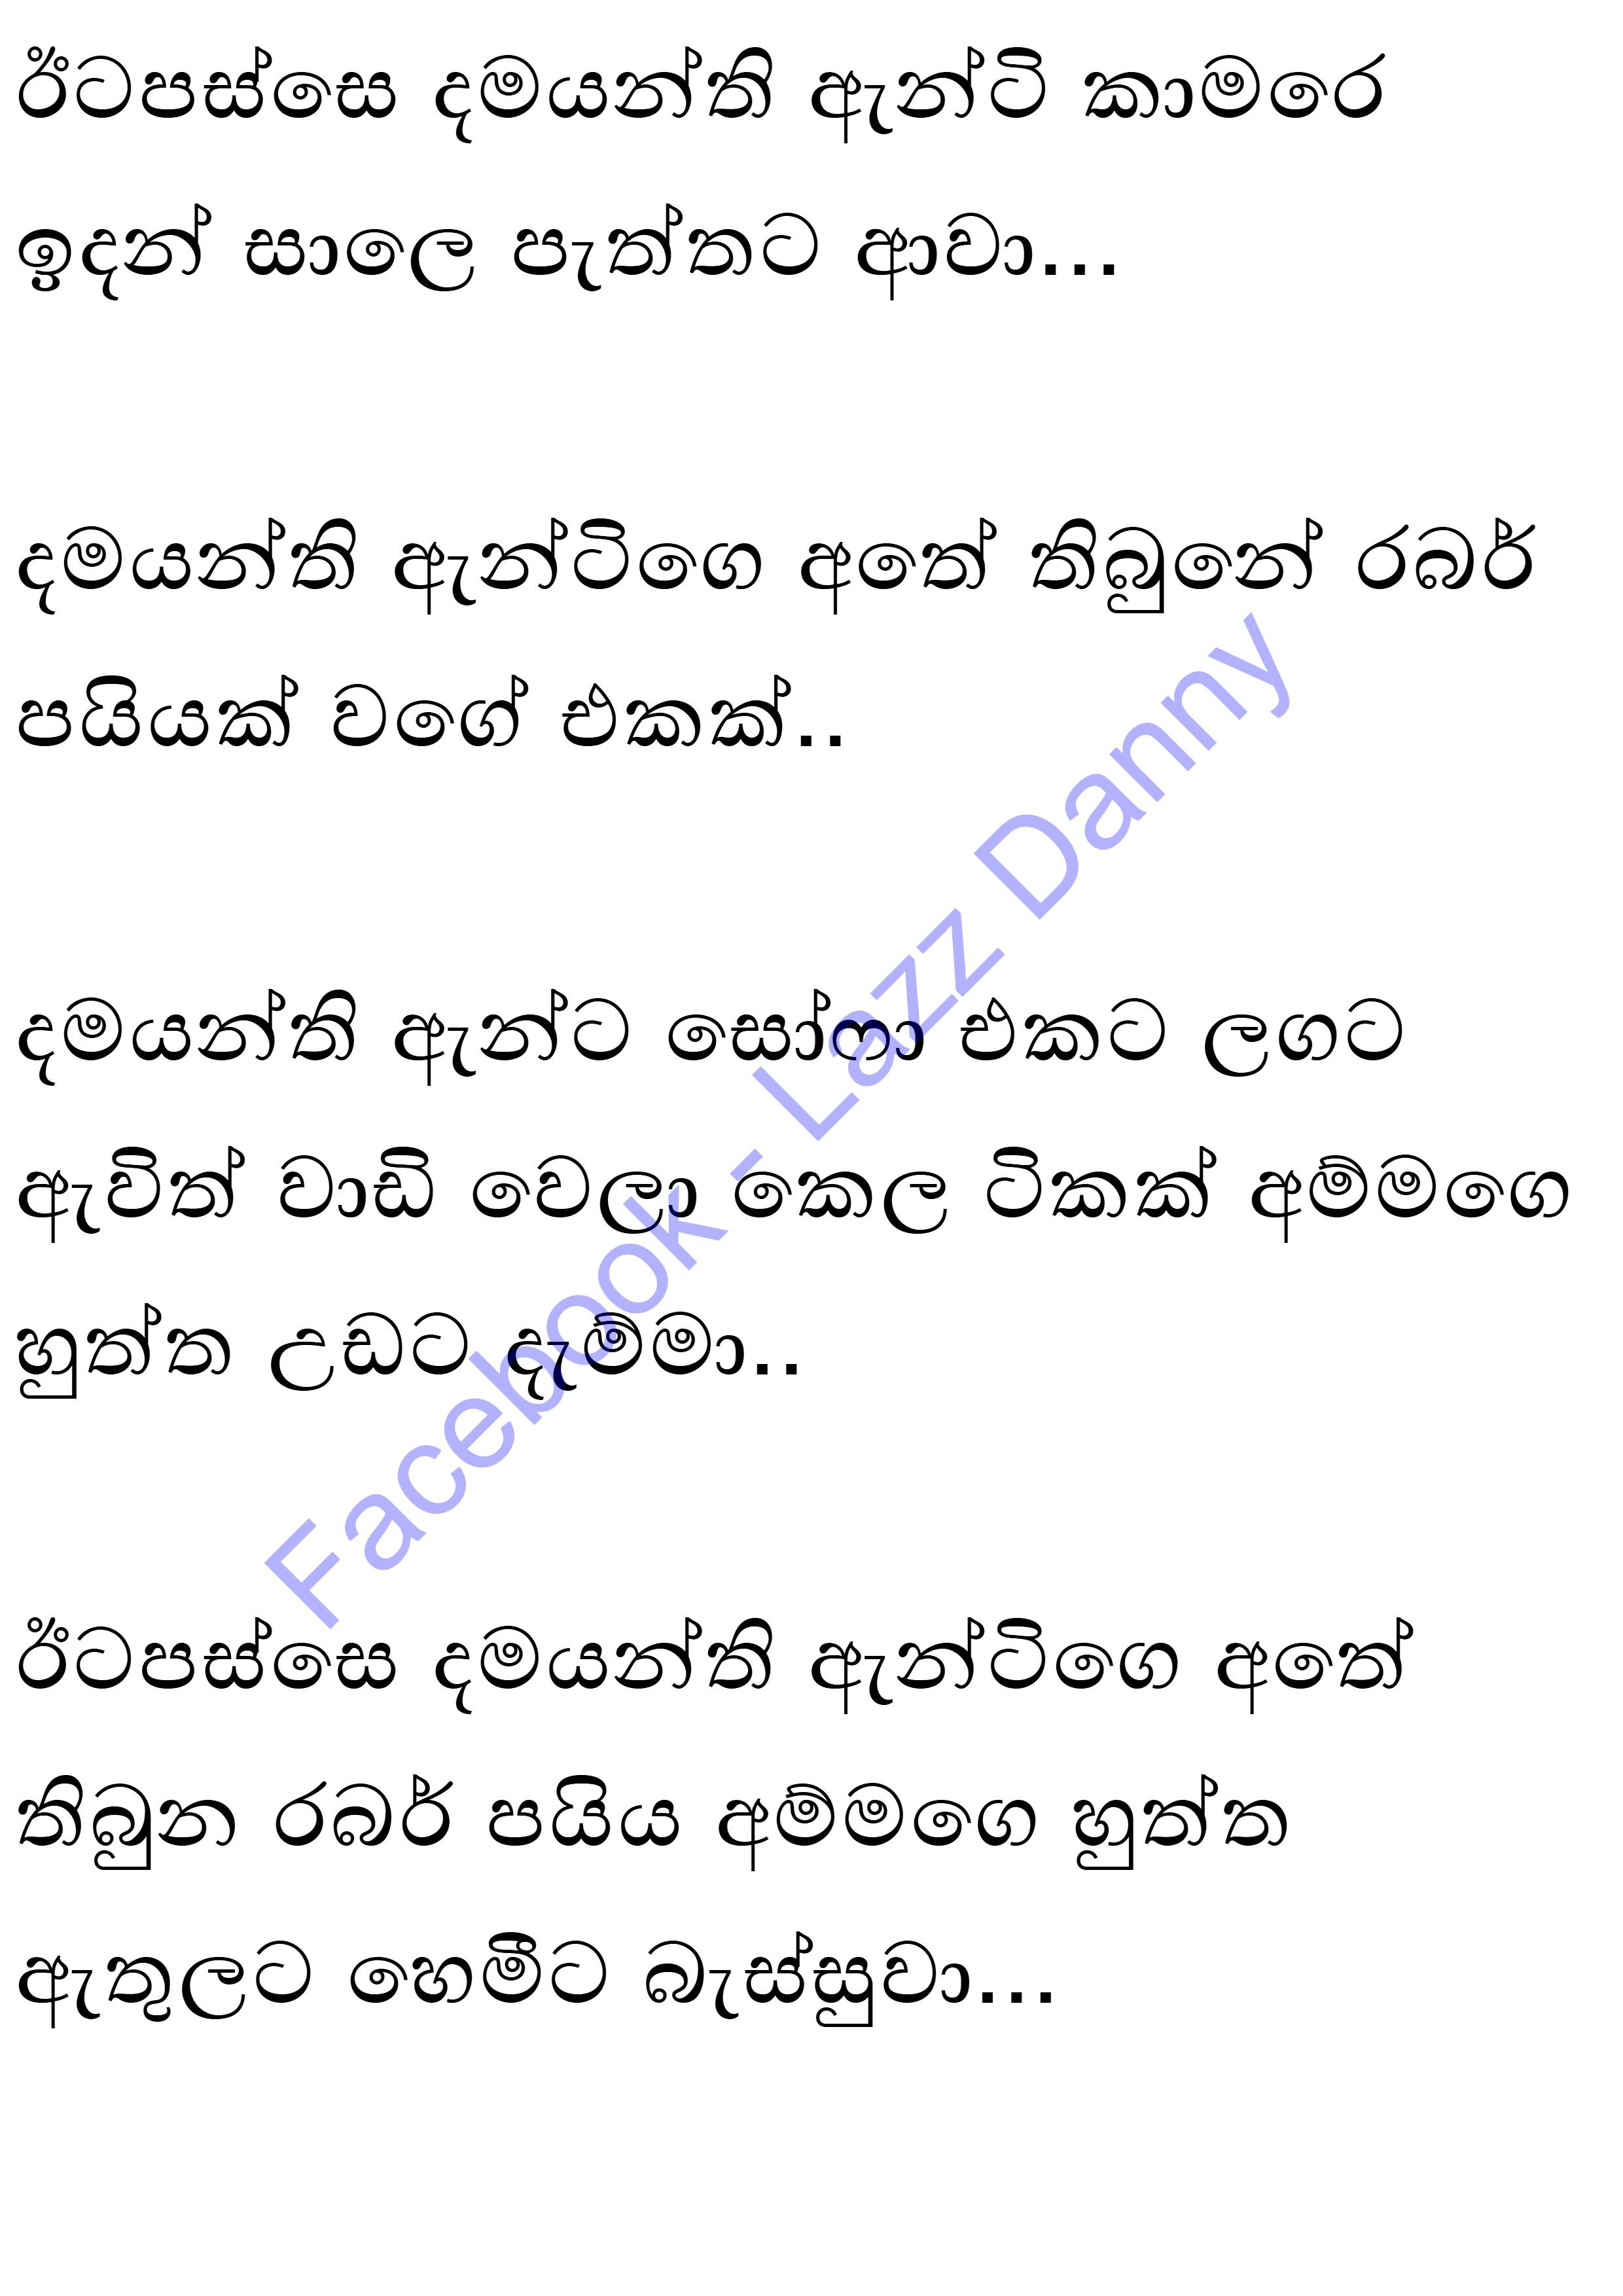 ඊටපස්සෙ දමයන්ති ඇන්ටි කාමරෙ
ඉදන් සාලෙ පැත්තට ආවා...
දමයන්ති ඇන්ටිගෙ අතේ තිබුනේ රබර්
පයියක් වගේ එකක්..
දමයන්ති ඇන්ට සෝෆා එකට ලගට
ඇවිත් වාඩි වෙලා කෙල ටිකක් අම්මගෙ
හුත්ත උඩට දැම්මා..
ඊටපස්සෙ දමයන්ති ඇන්ටිගෙ අතේ
තිබුන රබර් පයිය අම්මගෙ හුත්ත
ඇතුලට හෙමීට බැස්සුවා...
Facebook - Lazz Danny